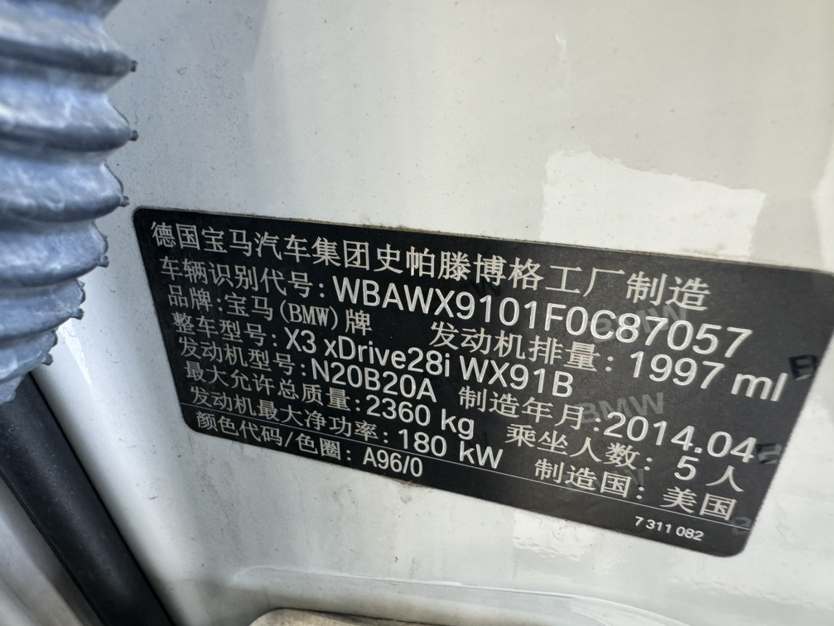 德国宝马汽车集团史帕滕博格工厂制造
车辆识别代号: WBAWX9101F0C87057
品牌:宝马(BMW)牌 发动机排量: 1997 ml
整车型号: X3 xDrive28i WX91B
发动机型号: N20B20A 制造年月: 2014.04
最大允许总质量: 2360 kg 乘坐人数: 5 人
发动机最大净功率: 180 kW 制造国: 美国
颜色代码/色圈: A96/0
7 311 082
BMW
BMW